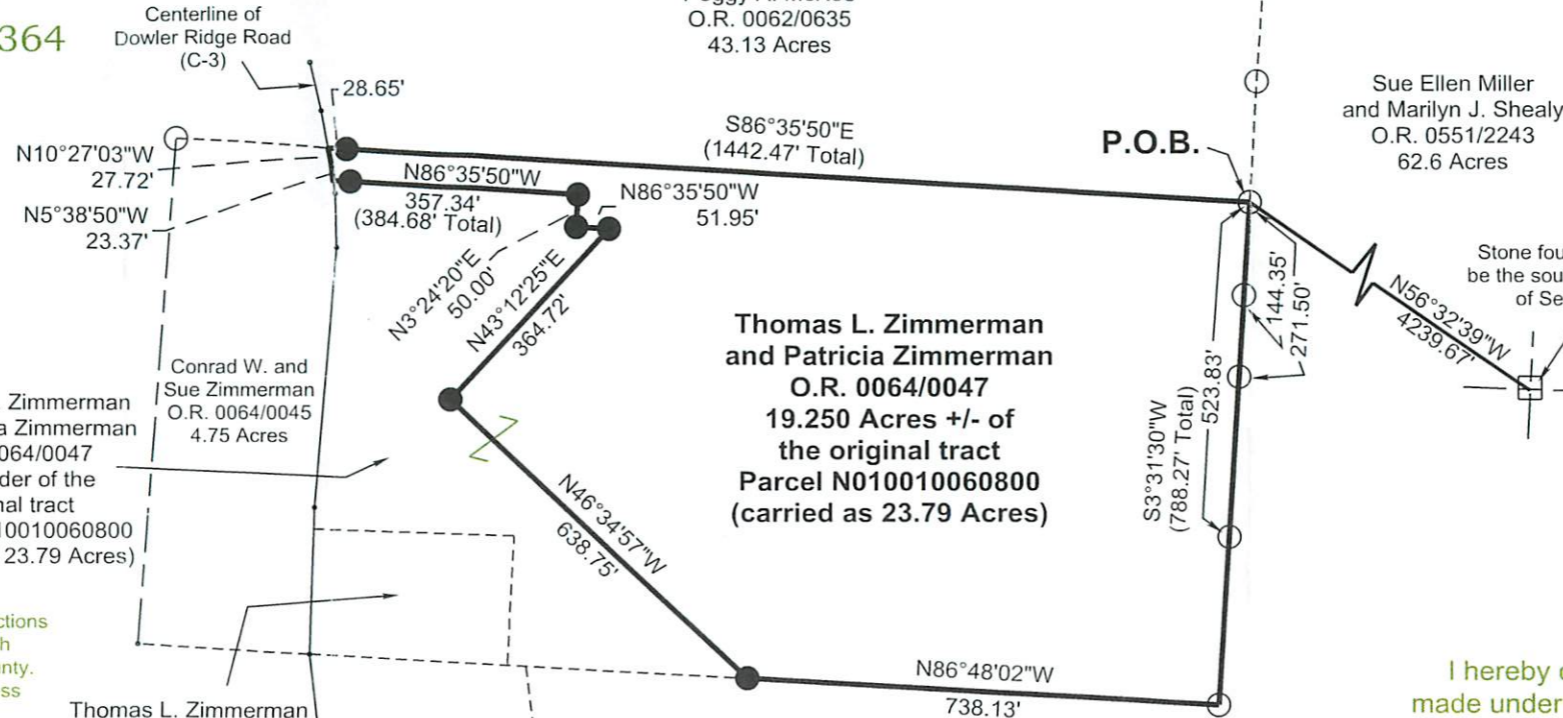 364
Centerline of
Dowler Ridge Road
(C-3)
28.65'
O.R. 0062/0635
43.13 Acres
Sue Ellen Miller
and Marilyn J. Shealy
O.R. 0551/2243
62.6 Acres
P.O.B.
S86°35'50"E
(1442.47' Total)
N10°27'03"W
27.72'
N5°38'50"W
23.37'
N86°35'50"W
357.34'
(384.68' Total)
N86°35'50"W
51.95'
N3°24'20"E
50.00'
N43°12'25"E
364.72'
Thomas L. Zimmerman
and Patricia Zimmerman
O.R. 0064/0047
19.250 Acres +/- of
the original tract
Parcel N010010060800
(carried as 23.79 Acres)
144.35'
271.50'
523.83'
S3°31'30"W
(788.27' Total)
N56°32'39"W
4239.67'
Stone fou
be the sou
of Se
Conrad W. and
Sue Zimmerman
O.R. 0064/0045
4.75 Acres
. Zimmerman
a Zimmerman
064/0047
der of the
nal tract
10010060800
23.79 Acres)
N46°34'57"W
638.75'
N86°48'02"W
738.13'
ctions
h
nty.
ss
Thomas L. Zimmerman
I hereby
made under